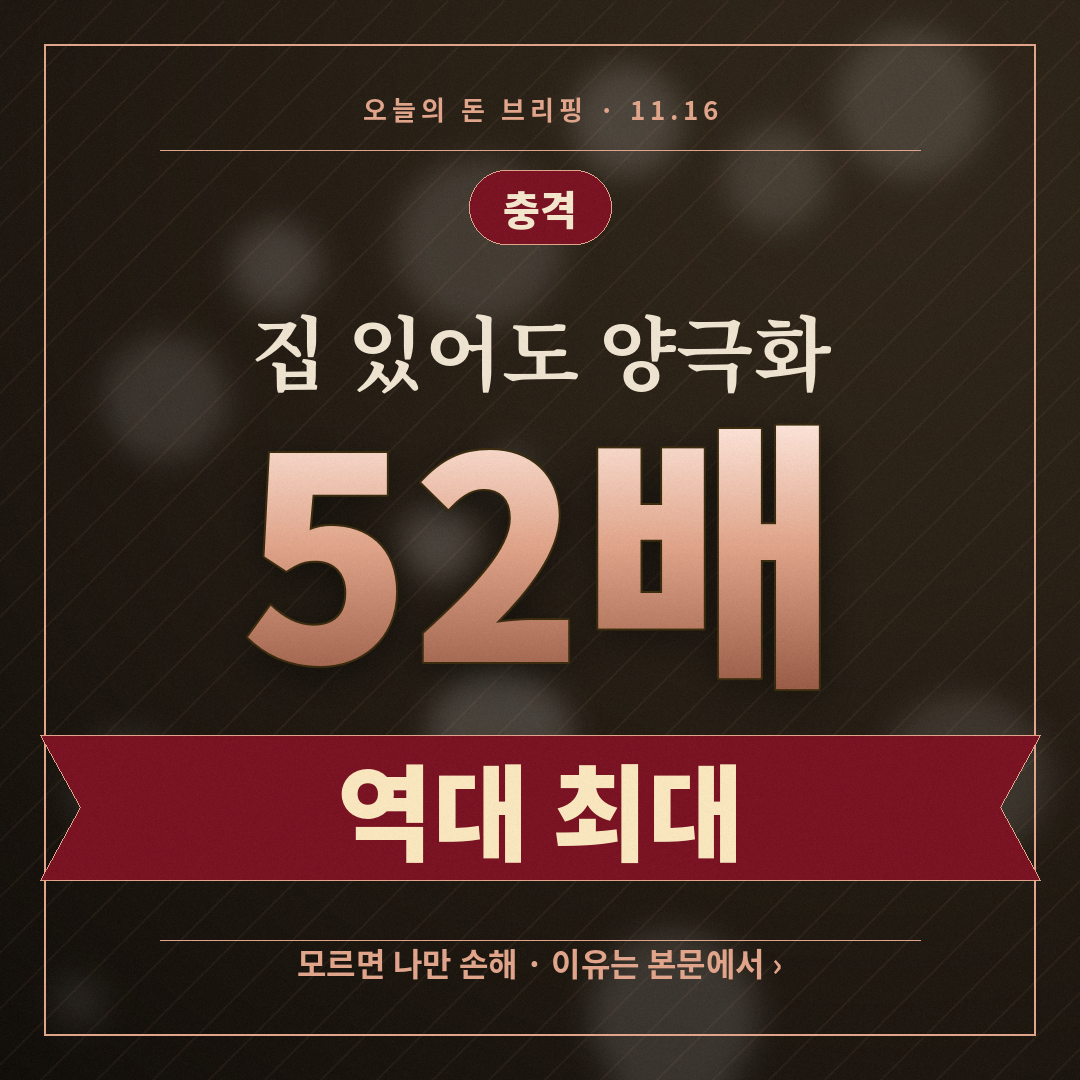 오늘의 돈 브리핑 · 11.16
충격
집 있어도 양극화
52배
역대 최대
모르면 나만 손해 · 이유는 본문에서 ›